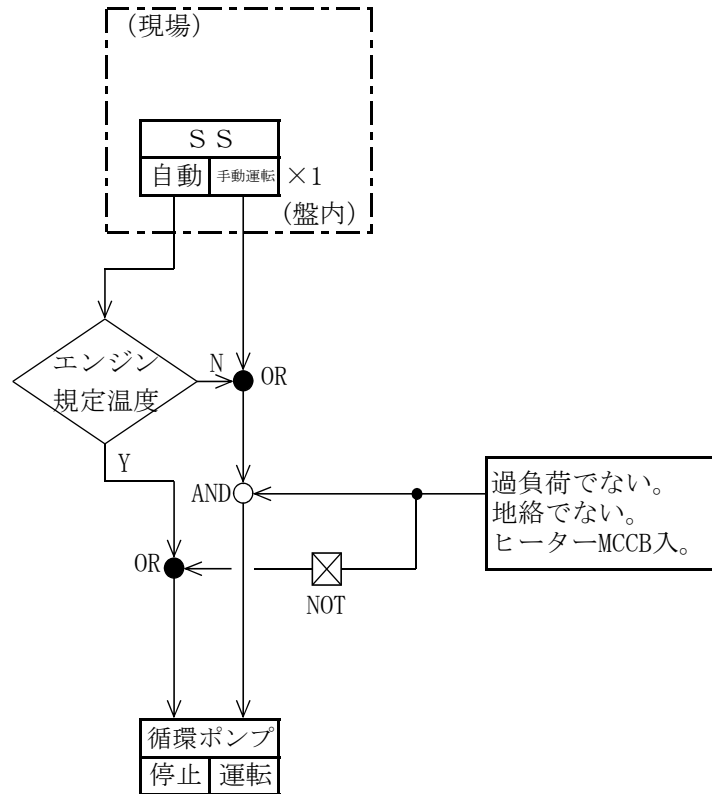 (現場)
ＳＳ
自動 手動運転 ×1
(盤内)
エンジン
規定温度
N
OR
Y
AND
過負荷でない。
地絡でない。
ヒーターMCCB入。
OR
NOT
循環ポンプ
停止 運転